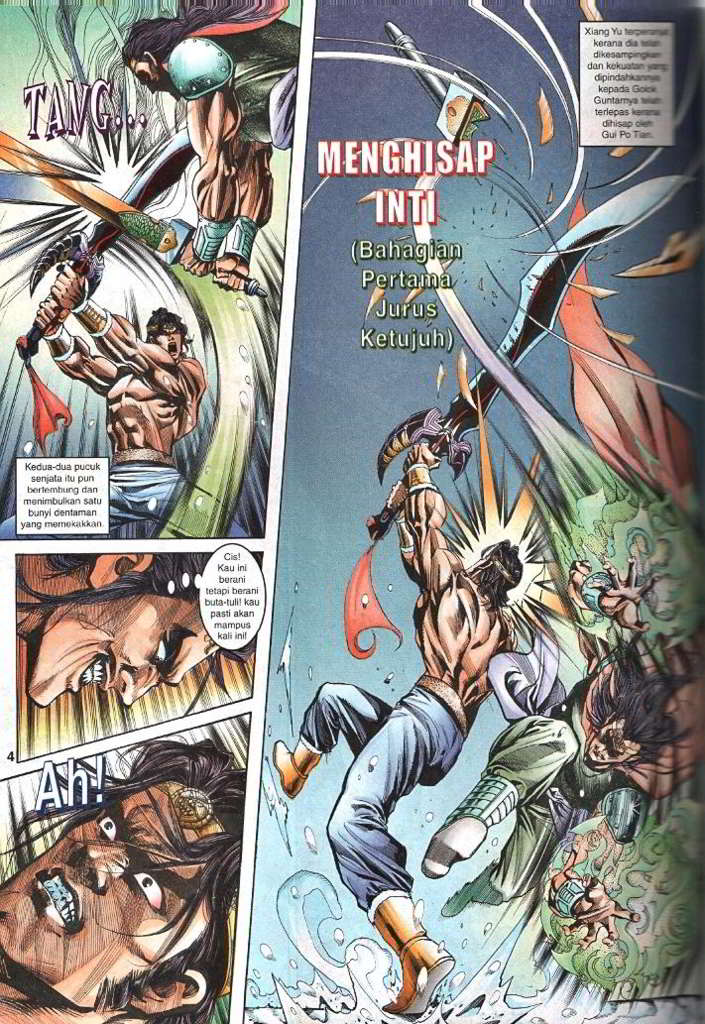 TANG...
Kedua-dua pucuk
senjata itu pun
bertembung dan
menimbulkan satu
bunyi dentaman
yang memekakkan.
Cis!
Kau ini
berani
tetapi berani
buta-tuli! kau
pasti akan
mampus
kali ini!
Ah!
4
MENGHISAP
INTI
(Bahagian
Pertama
Jurus
Ketujuh)
Xiang Yu terperanjat
kerana dia telah
dikesampingkan
dan kekuatan yang
dipindahkannya
kepada Golok
Guntarnya telah
terlepas kerana
dihisap oleh
Gui Po Tian.